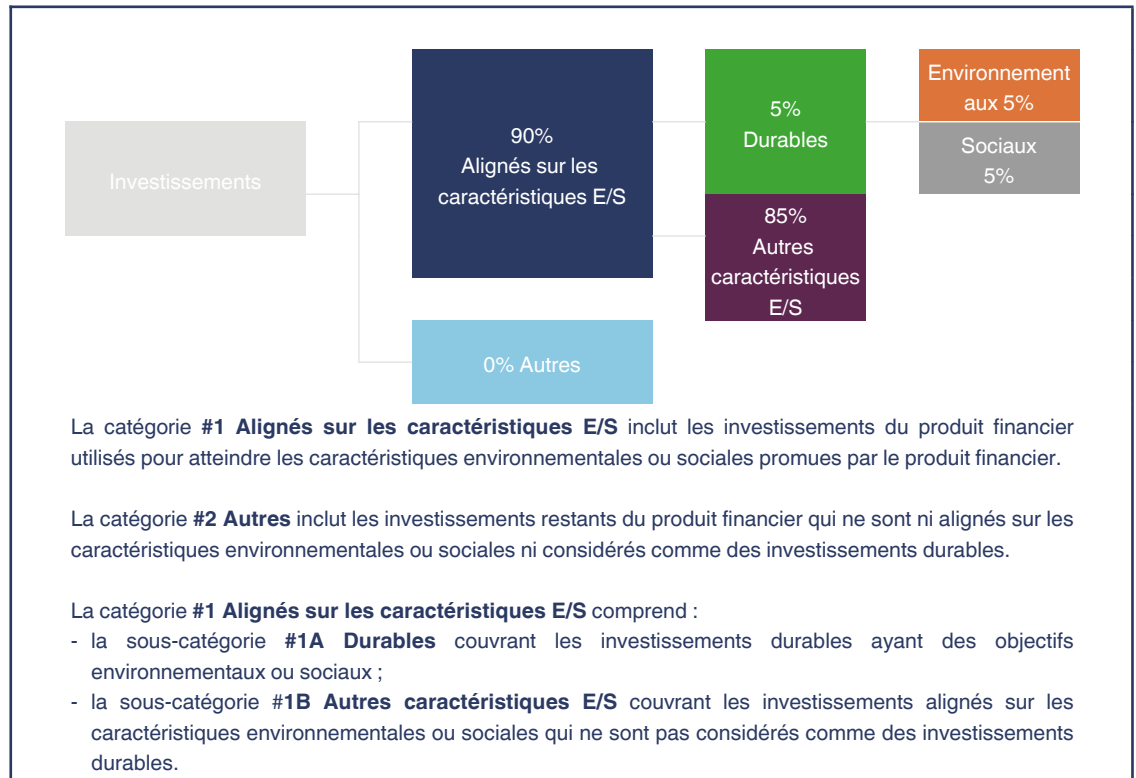 Investissements
90%
Alignés sur les
caractéristiques E/S
0% Autres
5%
Durables
85%
Autres
caractéristiques
E/S
Environnement
aux 5%
Sociaux
5%
La catégorie #1 Alignés sur les caractéristiques E/S inclut les investissements du produit financier
utilisés pour atteindre les caractéristiques environnementales ou sociales promues par le produit financier.
La catégorie #2 Autres inclut les investissements restants du produit financier qui ne sont ni alignés sur les
caractéristiques environnementales ou sociales ni considérés comme des investissements durables.
La catégorie #1 Alignés sur les caractéristiques E/S comprend :
- la sous-catégorie #1A Durables couvrant les investissements durables ayant des objectifs
environnementaux ou sociaux ;
- la sous-catégorie #1B Autres caractéristiques E/S couvrant les investissements alignés sur les
caractéristiques environnementales ou sociales qui ne sont pas considérés comme des investissements
durables.